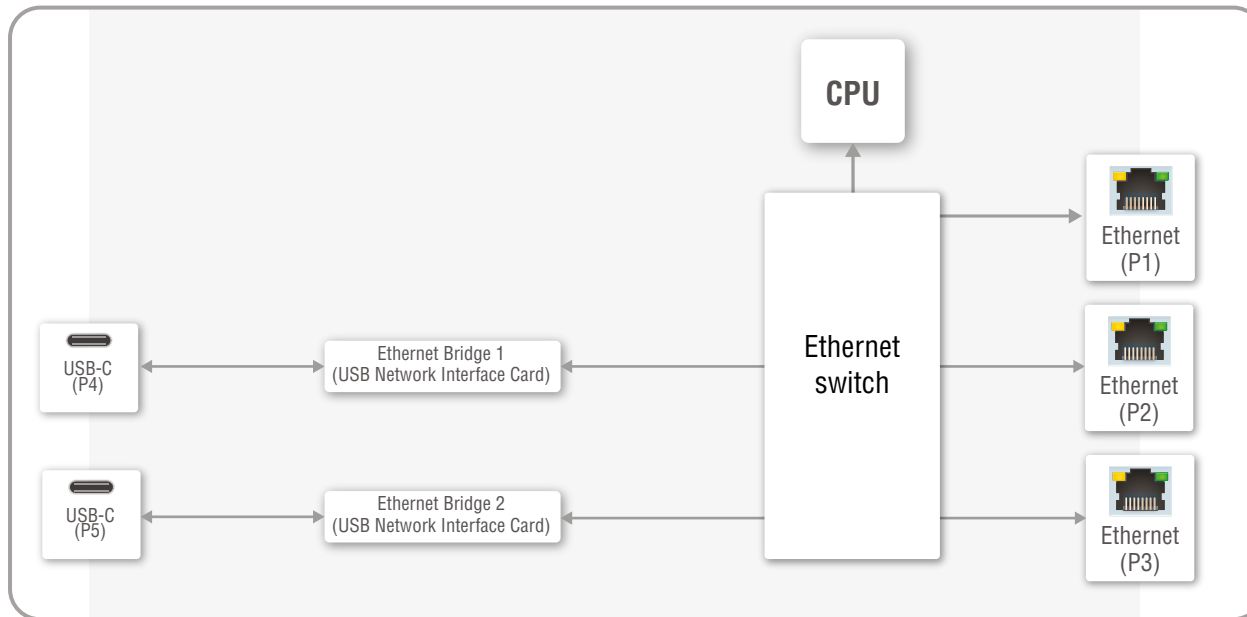 CPU
Ethernet
(P1)
Ethernet
switch
USB-C
(P4)
Ethernet Bridge 1
(USB Network Interface Card)
Ethernet
(P2)
USB-C
(P5)
Ethernet Bridge 2
(USB Network Interface Card)
Ethernet
(P3)